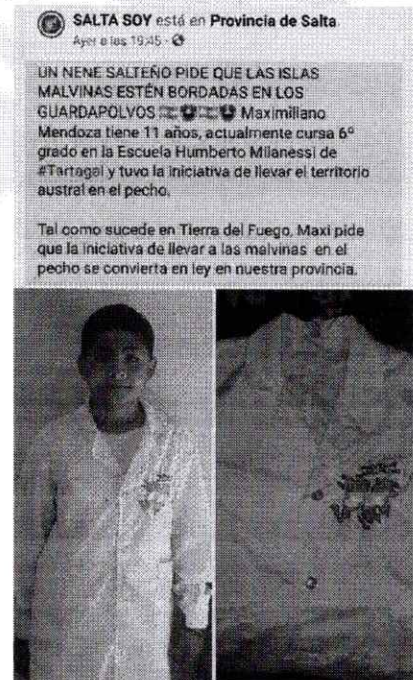 SALTA SOY está en Provincia de Salta.
Ayer a las 19:45 ·
UN NENE SALTEÑO PIDE QUE LAS ISLAS
MALVINAS ESTÉN BORDADAS EN LOS
GUARDAPOLVOS Maximiliano
Mendoza tiene 11 años, actualmente cursa 6º
grado en la Escuela Humberto Milanessi de
#Tartagal y tuvo la iniciativa de llevar el territorio
austral en el pecho.
Tal como sucede en Tierra del Fuego, Maxi pide
que la iniciativa de llevar a las malvinas en el
pecho se convierta en ley en nuestra provincia.